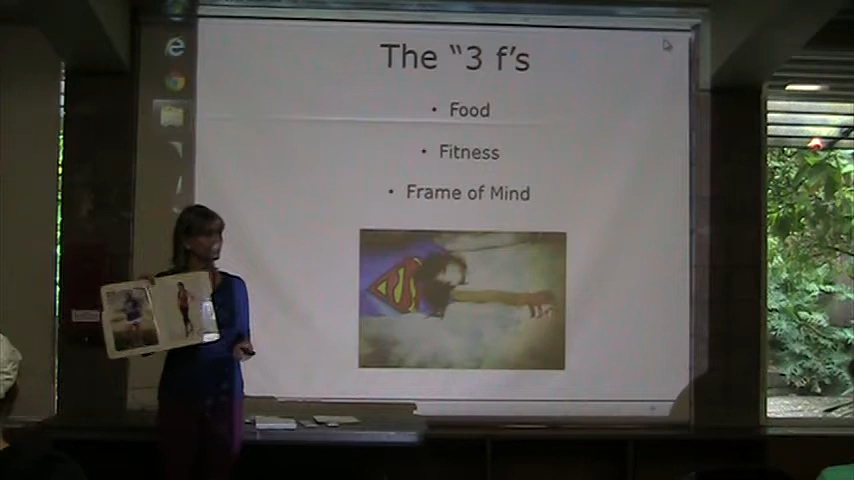 The “3 f’s
• Food
• Fitness
• Frame of Mind